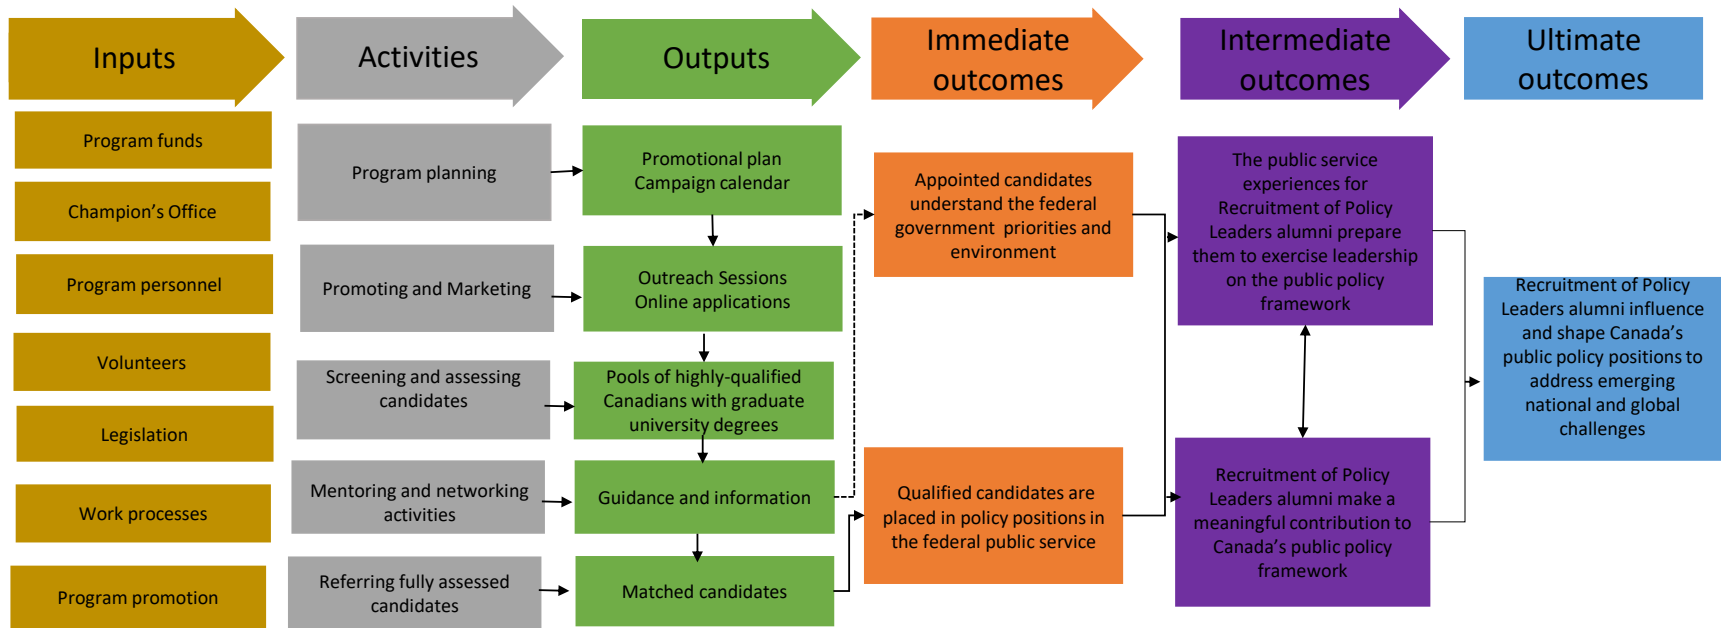 Inputs
Activities
Outputs
Immediate
outcomes
Intermediate
outcomes
Ultimate
outcomes
Program funds
Champion’s Office
Program personnel
Volunteers
Legislation
Work processes
Program promotion
Program planning
Promoting and Marketing
Screening and assessing
candidates
Mentoring and networking
activities
Referring fully assessed
candidates
Promotional plan
Campaign calendar
Outreach Sessions
Online applications
Pools of highly-qualified
Canadians with graduate
university degrees
Guidance and information
Matched candidates
Appointed candidates
understand the federal
government priorities and
environment
Qualified candidates are
placed in policy positions in
the federal public service
The public service
experiences for
Recruitment of Policy
Leaders alumni prepare
them to exercise leadership
on the public policy
framework
Recruitment of Policy
Leaders alumni make a
meaningful contribution to
Canada’s public policy
framework
Recruitment of Policy
Leaders alumni influence
and shape Canada’s
public policy positions to
address emerging
national and global
challenges